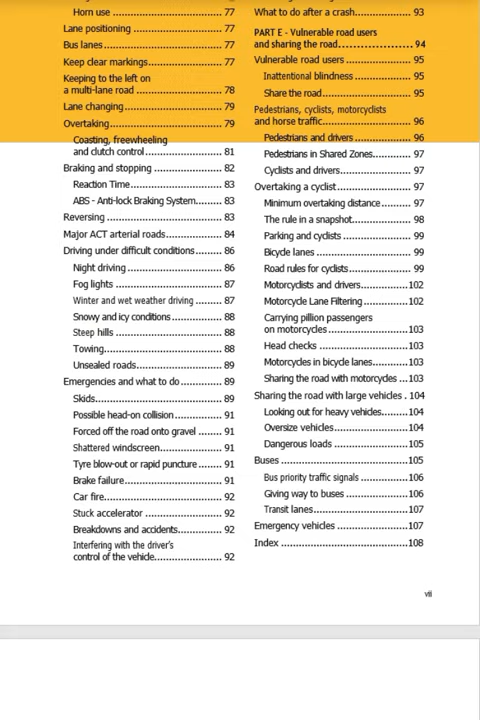 Horn use ............................................ 77
Lane positioning .............................. 77
Bus lanes ......................................... 77
Keep clear markings......................... 77
Keeping to the left on
a multi-lane road ............................. 78
Lane changing .................................. 79
Overtaking........................................ 79
Coasting, freewheeling
and clutch control......................... 81
Braking and stopping ...................... 82
Reaction Time............................... 83
ABS - Anti-lock Braking System........ 83
Reversing ......................................... 83
Major ACT arterial roads.................. 84
Driving under difficult conditions......... 86
Night driving ................................ 86
Fog lights ..................................... 87
Winter and wet weather driving ......... 87
Snowy and icy conditions ............... 88
Steep hills .................................... 88
Towing.......................................... 88
Unsealed roads............................. 89
Emergencies and what to do............... 89
Skids............................................. 89
Possible head-on collision................ 91
Forced off the road onto gravel ........ 91
Shattered windscreen.................... 91
Tyre blow-out or rapid puncture ........ 91
Brake failure.................................. 91
Car fire.......................................... 92
Stuck accelerator .......................... 92
Breakdowns and accidents............... 92
Interfering with the driver's
control of the vehicle...................... 92
What to do after a crash................... 93
PART E - Vulnerable road users
and sharing the road...................... 94
Vulnerable road users ...................... 95
Inattentional blindness .................. 95
Share the road............................... 95
Pedestrians, cyclists, motorcyclists
and horse traffic............................... 96
Pedestrians and drivers ................. 96
Pedestrians in Shared Zones............ 97
Cyclists and drivers....................... 97
Overtaking a cyclist.......................... 97
Minimum overtaking distance .......... 97
The rule in a snapshot................... 98
Parking and cyclists ...................... 99
Bicycle lanes ................................ 99
Road rules for cyclists................... 99
Motorcyclists and drivers...............102
Motorcycle Lane Filtering ..............102
Carrying pillion passengers
on motorcycles ............................103
Head checks ................................103
Motorcycles in bicycle lanes...........103
Sharing the road with motorcycles ...103
Sharing the road with large vehicles . 104
Looking out for heavy vehicles........104
Oversize vehicles..........................104
Dangerous loads ..........................105
Buses ..............................................105
Bus priority traffic signals ..............106
Giving way to buses .....................106
Transit lanes.................................107
Emergency vehicles .......................107
Index ..............................................108
vii